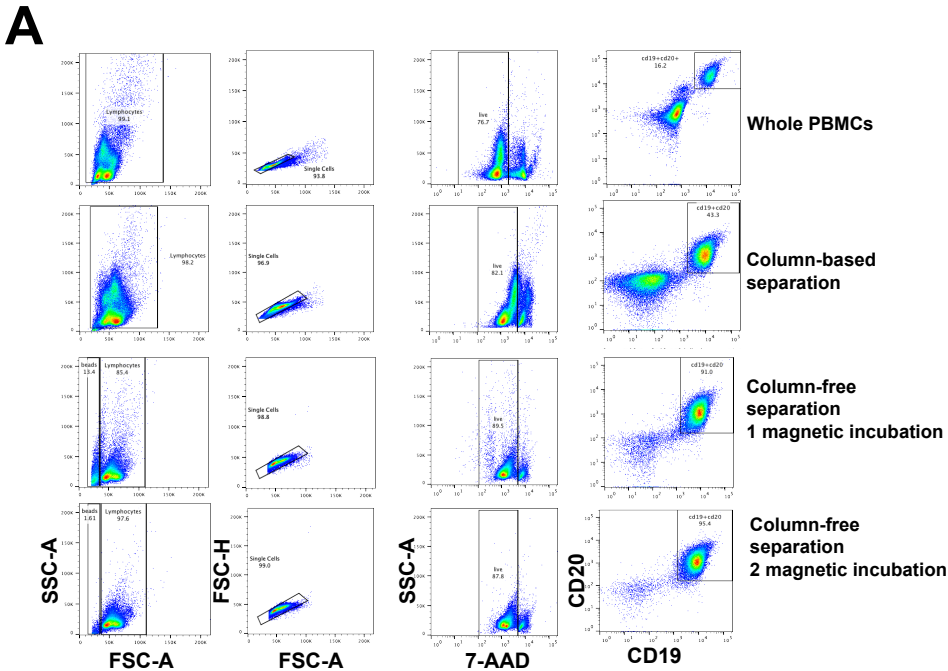 A
Lymphocytes
99.1
Single Cells
93.8
live
76.7
cd19+cd20+
16.2
Whole PBMCs
Lymphocytes
98.2
Single Cells
96.9
live
82.1
cd19+cd20
43.3
Column-based
separation
beads
13.4
Lymphocytes
85.4
Single Cells
98.8
live
89.5
cd19+cd20
91.0
Column-free
separation
1 magnetic incubation
beads
1.61
Lymphocytes
97.6
Single Cells
99.0
live
87.8
cd19+cd20
95.4
Column-free
separation
2 magnetic incubation
SSC-A
FSC-H
SSC-A
CD20
FSC-A
FSC-A
7-AAD
CD19